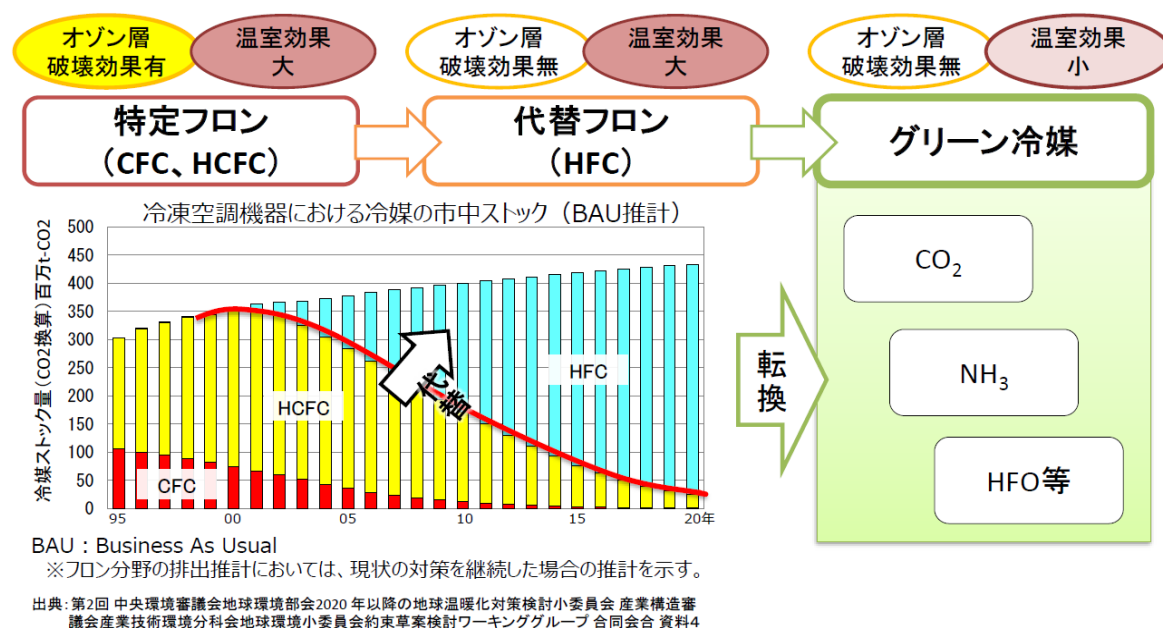 オゾン層
破壊効果有
温室効果
大
オゾン層
破壊効果無
温室効果
大
オゾン層
破壊効果無
温室効果
小
特定フロン
（CFC、HCFC）
代替フロン
（HFC）
グリーン冷媒
冷凍空調機器における冷媒の市中ストック（BAU推計）
冷媒ストック量（CO2換算）百万t-CO2
500
450
400
350
300
250
200
150
100
50
0
95
00
05
10
15
20年
CFC
HCFC
HFC
代替
転換
CO₂
NH₃
HFO等
BAU：Business As Usual
※フロン分野の排出推計においては、現状の対策を継続した場合の推計を示す。
出典：第2回 中央環境審議会地球環境部会2020 年以降の地球温暖化対策検討小委員会 産業構造審
議会産業技術環境分科会地球環境小委員会約束草案検討ワーキンググループ 合同会合 資料4